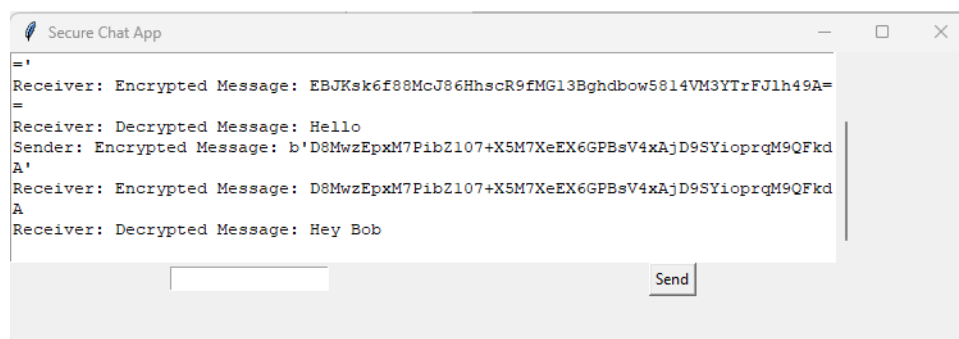 Secure Chat App
='
Receiver: Encrypted Message: EBJKsk6f88McJ86HhscR9fMGl3Bghdbow58l4VM3YTrFJlh49A=
=
Receiver: Decrypted Message: Hello
Sender: Encrypted Message: b'D8MwzEpxM7PibZl07+X5M7XeEX6GPBsV4xAjD9SYioprqM9QFkd
A'
Receiver: Encrypted Message: D8MwzEpxM7PibZl07+X5M7XeEX6GPBsV4xAjD9SYioprqM9QFkd
A
Receiver: Decrypted Message: Hey Bob
Send